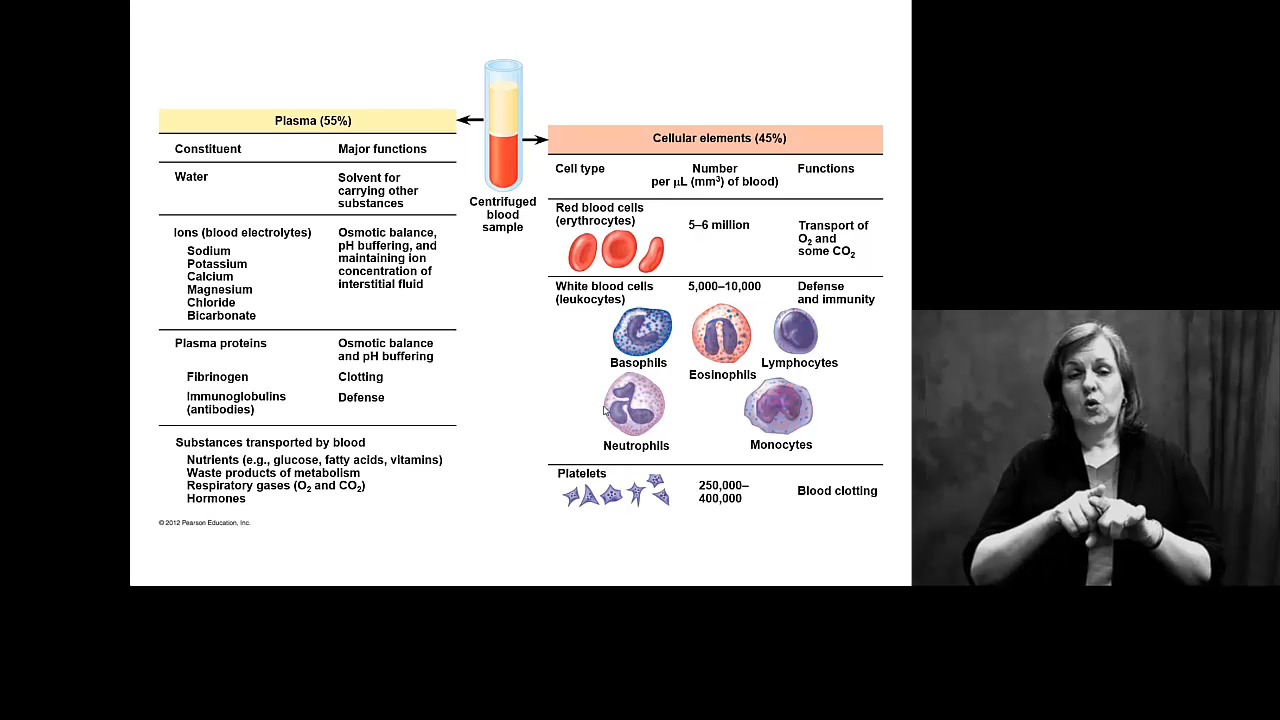 Plasma (55%)
Constituent Major functions
Water Solvent for
carrying other
substances
Ions (blood electrolytes) Osmotic balance,
pH buffering, and
Sodium maintaining ion
Potassium concentration of
Calcium interstitial fluid
Magnesium
Chloride
Bicarbonate
Plasma proteins Osmotic balance
and pH buffering
Fibrinogen Clotting
Immunoglobulins Defense
(antibodies)
Substances transported by blood
Nutrients (e.g., glucose, fatty acids, vitamins)
Waste products of metabolism
Respiratory gases (O₂ and CO₂)
Hormones
© 2012 Pearson Education, Inc.
Centrifuged
blood
sample
Cellular elements (45%)
Cell type Number Functions
per µL (mm³) of blood)
Red blood cells
(erythrocytes) 5–6 million Transport of
O₂ and
some CO₂
White blood cells 5,000–10,000 Defense
(leukocytes) and immunity
Basophils Eosinophils Lymphocytes
Neutrophils Monocytes
Platelets 250,000–
400,000 Blood clotting